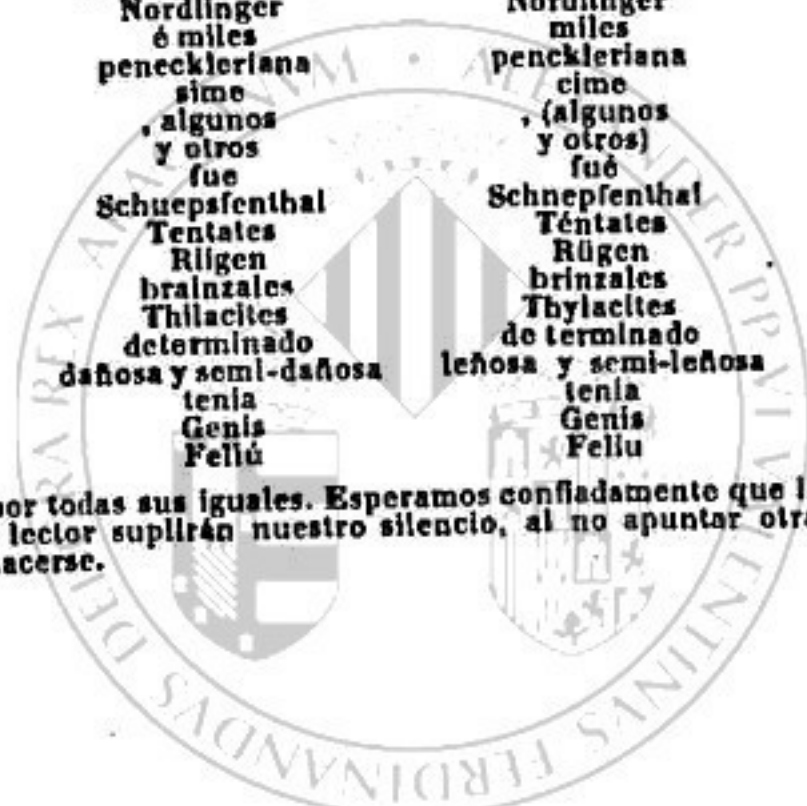 Nordlinger Nordlinger
é miles miles
peneckleriana penckleriana
sime cime
, algunos , (algunos
y otros y otros)
fue fué
Schuepsfenthal Schnepfenthal
Tentates Téntates
Rligen Rügen
brainzales brinzales
Thilacites Thylacites
determinado de terminado
dañosa y semi-dañosa leñosa y semi-leñosa
tenia tenia
Genis Genis
Feliú Feliu
por todas sus iguales. Esperamos confiadamente que l
lector suplirán nuestro silencio, al no apuntar otra
acerse.